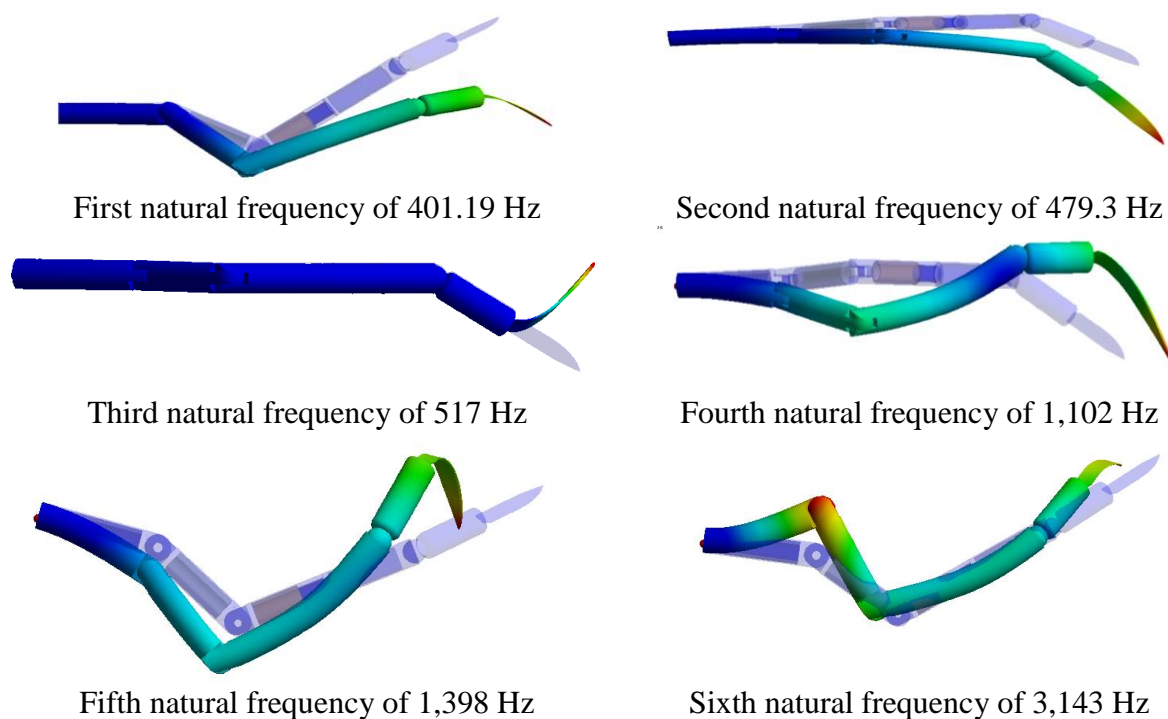 First natural frequency of 401.19 Hz
Second natural frequency of 479.3 Hz
Third natural frequency of 517 Hz
Fourth natural frequency of 1,102 Hz
Fifth natural frequency of 1,398 Hz
Sixth natural frequency of 3,143 Hz